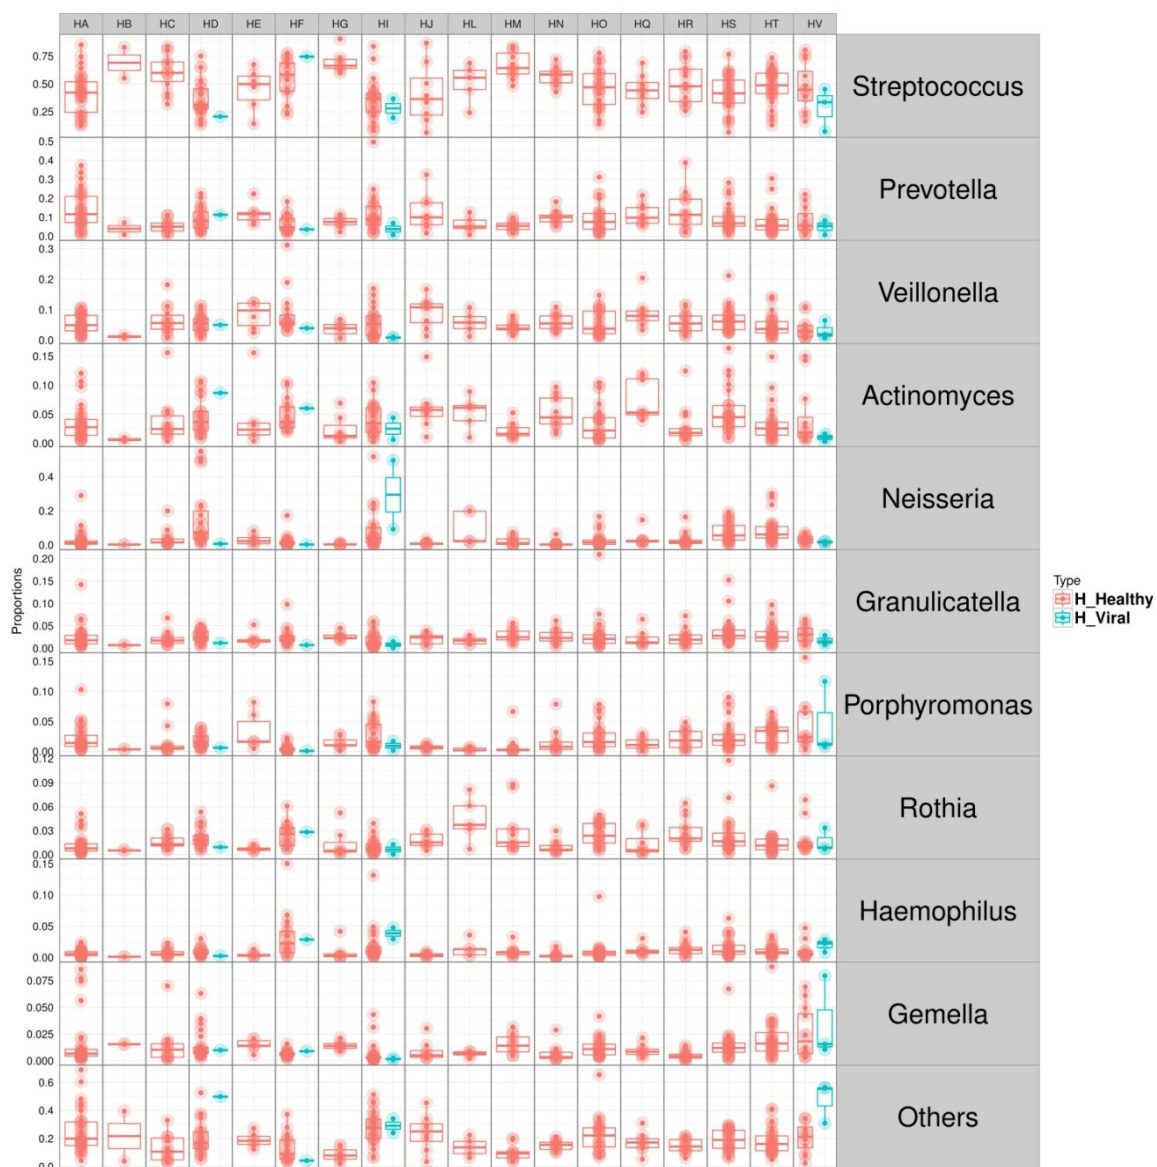 HA HB HC HD HE HF HG HI HJ HL HM HN HO HQ HR HS HT HV
0.75
0.50
0.25
Streptococcus
0.5
0.4
0.3
0.2
0.1
0.0
Prevotella
0.3
0.2
0.1
0.0
Veillonella
0.15
0.10
0.05
0.00
Actinomyces
0.4
0.2
0.0
Neisseria
Proportions
0.20
0.15
0.10
0.05
0.00
Granulicatella
Type
H_Healthy
H_Viral
0.15
0.10
0.05
0.00
Porphyromonas
0.12
0.09
0.06
0.03
0.00
Rothia
0.15
0.10
0.05
0.00
Haemophilus
0.075
0.050
0.025
0.000
Gemella
0.6
0.4
0.2
0.0
Others